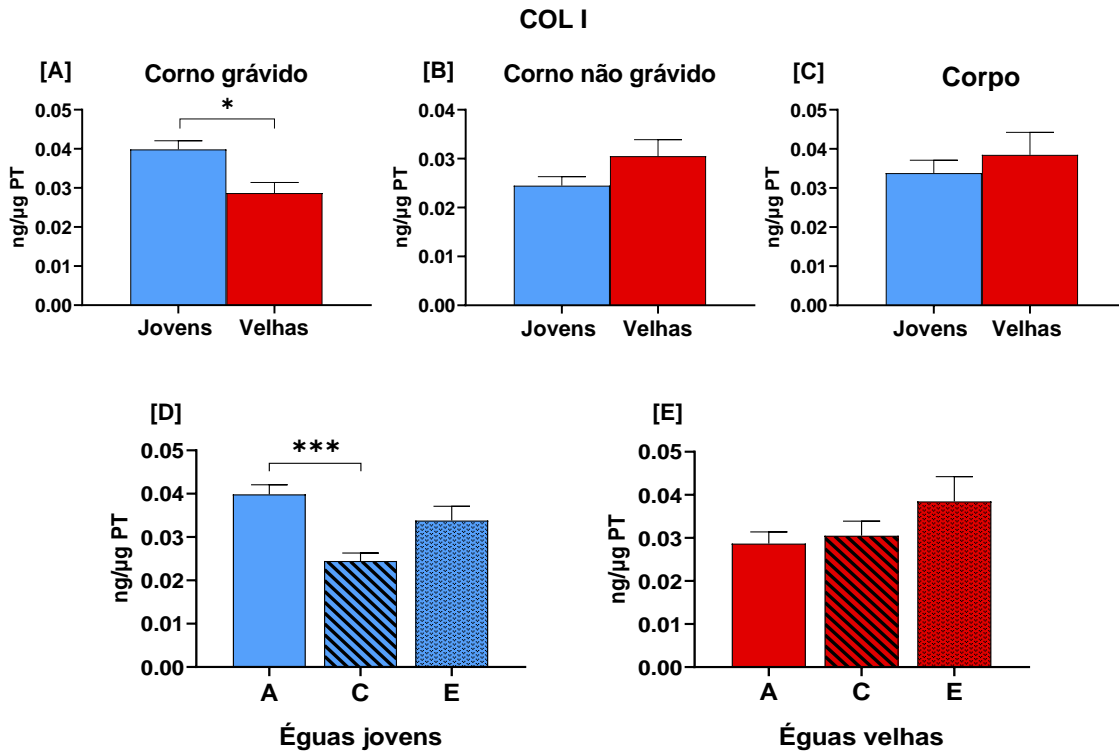 COL I
[A]
Corno grávido
*
0.05
0.04
0.03
0.02
0.01
0.00
ng/µg PT
Jovens
Velhas
[B]
Corno não grávido
0.04
0.03
0.02
0.01
0.00
ng/µg PT
Jovens
Velhas
[C]
Corpo
0.05
0.04
0.03
0.02
0.01
0.00
ng/µg PT
Jovens
Velhas
[D]
***
0.05
0.04
0.03
0.02
0.01
0.00
ng/µg PT
A
C
E
Éguas jovens
[E]
0.05
0.04
0.03
0.02
0.01
0.00
ng/µg PT
A
C
E
Éguas velhas